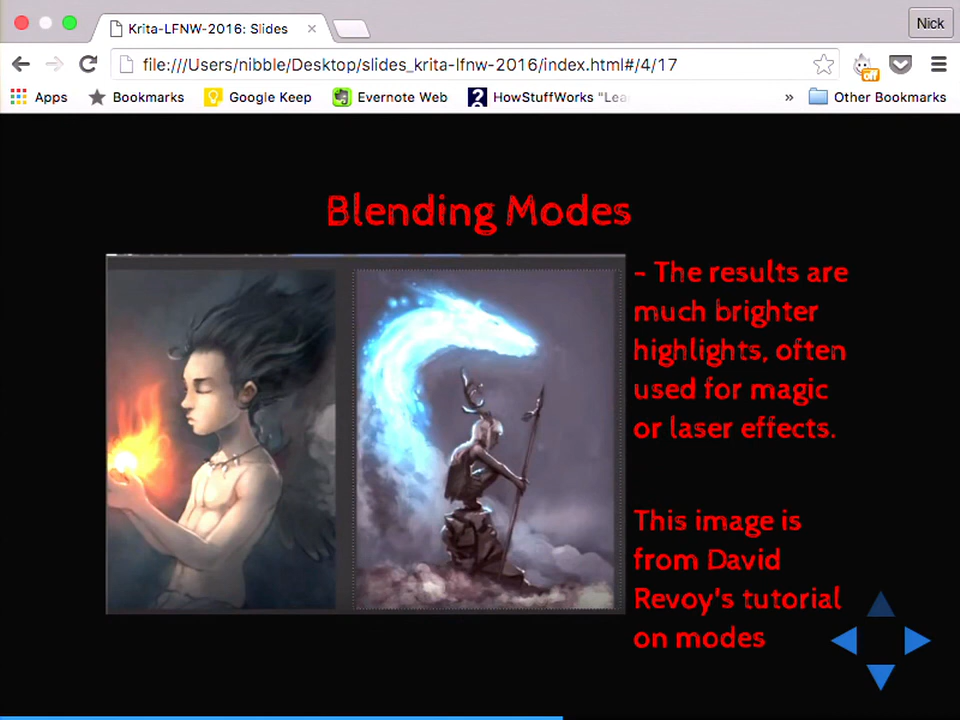 Krita-LFNW-2016: Slides
Nick
file:///Users/nibble/Desktop/slides_krita-lfnw-2016/index.html#/4/17
off
Apps Bookmarks Google Keep Evernote Web HowStuffWorks "Lea » Other Bookmarks
Blending Modes
- The results are
much brighter
highlights, often
used for magic
or laser effects.
This image is
from David
Revoy's tutorial
on modes